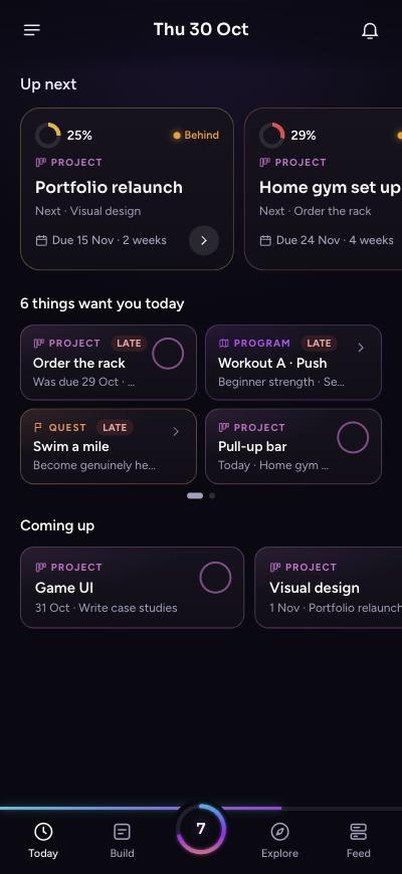 Thu 30 Oct
Up next
25%
Behind
PROJECT
Portfolio relaunch
Next · Visual design
Due 15 Nov · 2 weeks
29%
PROJECT
Home gym set up
Next · Order the rack
Due 24 Nov · 4 weeks
6 things want you today
PROJECT LATE
Order the rack
Was due 29 Oct · ...
PROGRAM LATE
Workout A · Push
Beginner strength · Se...
QUEST LATE
Swim a mile
Become genuinely he...
PROJECT
Pull-up bar
Today · Home gym ...
Coming up
PROJECT
Game UI
31 Oct · Write case studies
PROJECT
Visual design
1 Nov · Portfolio relaunch
7
Today
Build
Explore
Feed